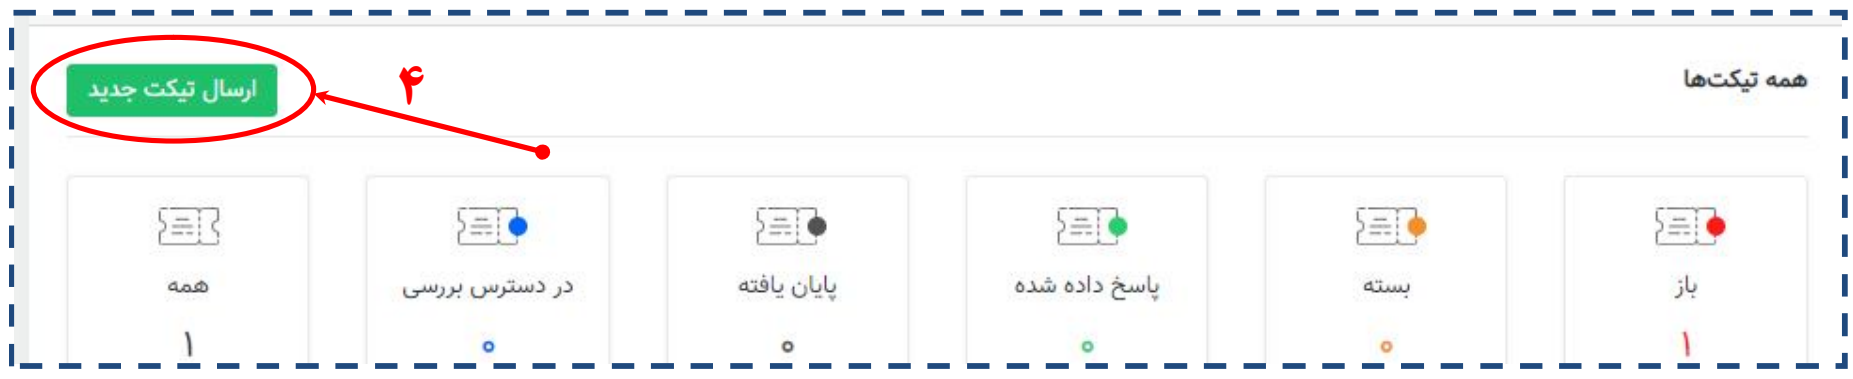 همه تیکت‌ها
ارسال تیکت جدید
۴
باز
۱
بسته
۰
پاسخ داده شده
۰
پایان یافته
۰
در دسترس بررسی
۰
همه
۱